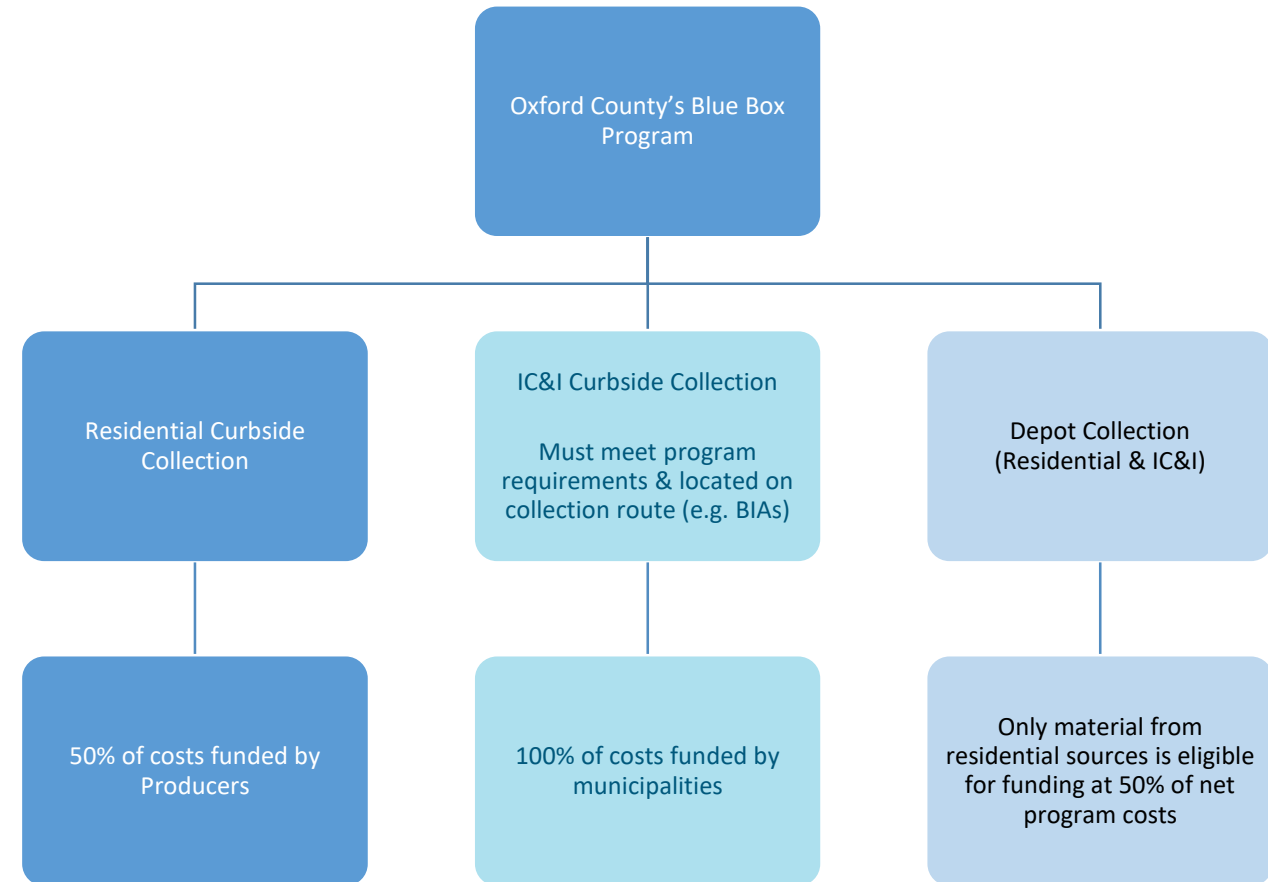 Oxford County's Blue Box
Program
Residential Curbside
Collection
IC&I Curbside Collection
Must meet program
requirements & located on
collection route (e.g. BIAs)
Depot Collection
(Residential & IC&I)
50% of costs funded by
Producers
100% of costs funded by
municipalities
Only material from
residential sources is eligible
for funding at 50% of net
program costs